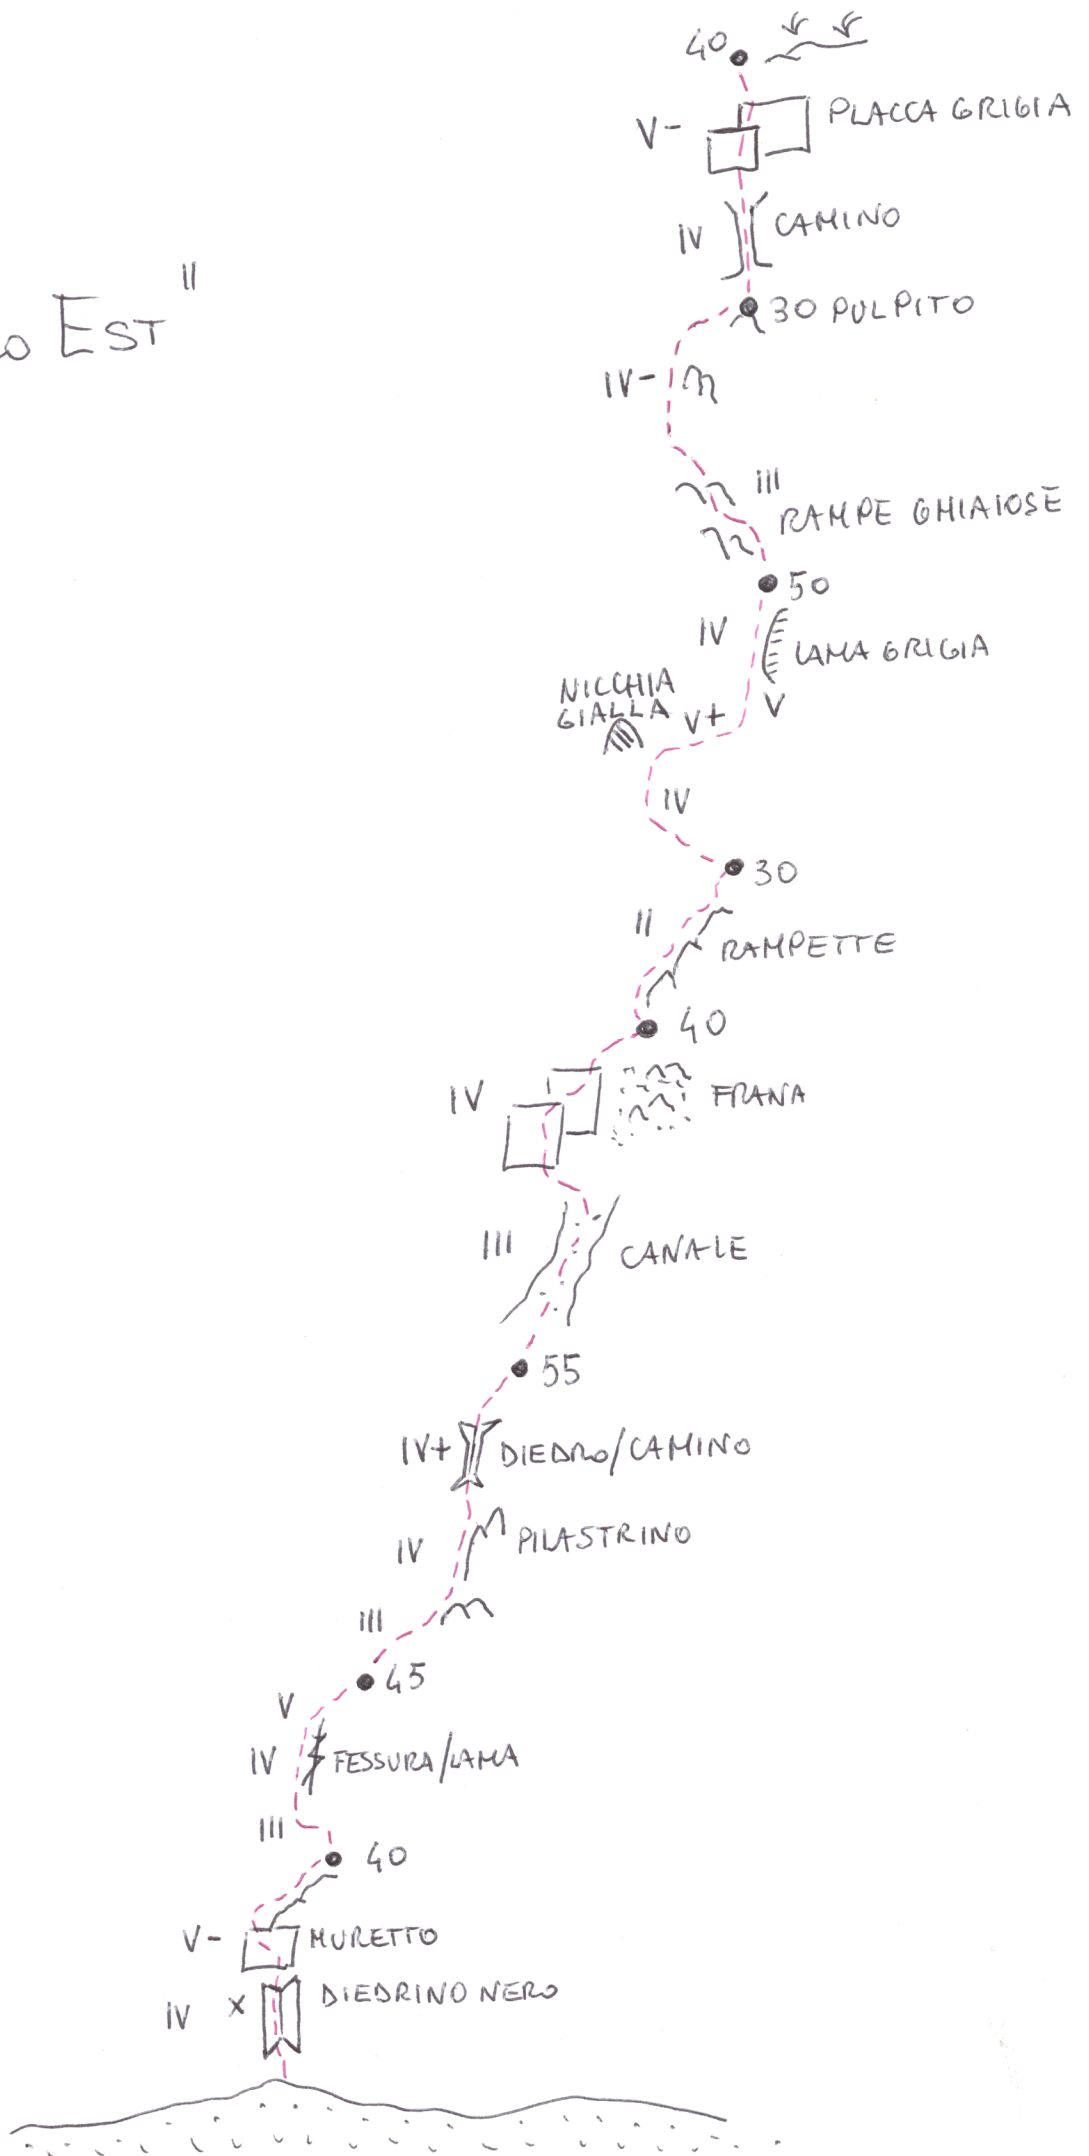 40
V- PLACCA GRIGIA
IV CAMINO
"
EST
30 PULPITO
IV-
III
RAMPE GHIAIOSE
50
IV LAMA GRIGIA
NICCHIA
GIALLA V+ V
IV
30
II
RAMPETTE
40
IV FRANA
III CANALE
55
IV+ DIEDRO/CAMINO
IV PILASTRINO
III
45
V
IV FESSURA/LAMA
III
40
V- MURETTO
IV X DIEDRINO NERO